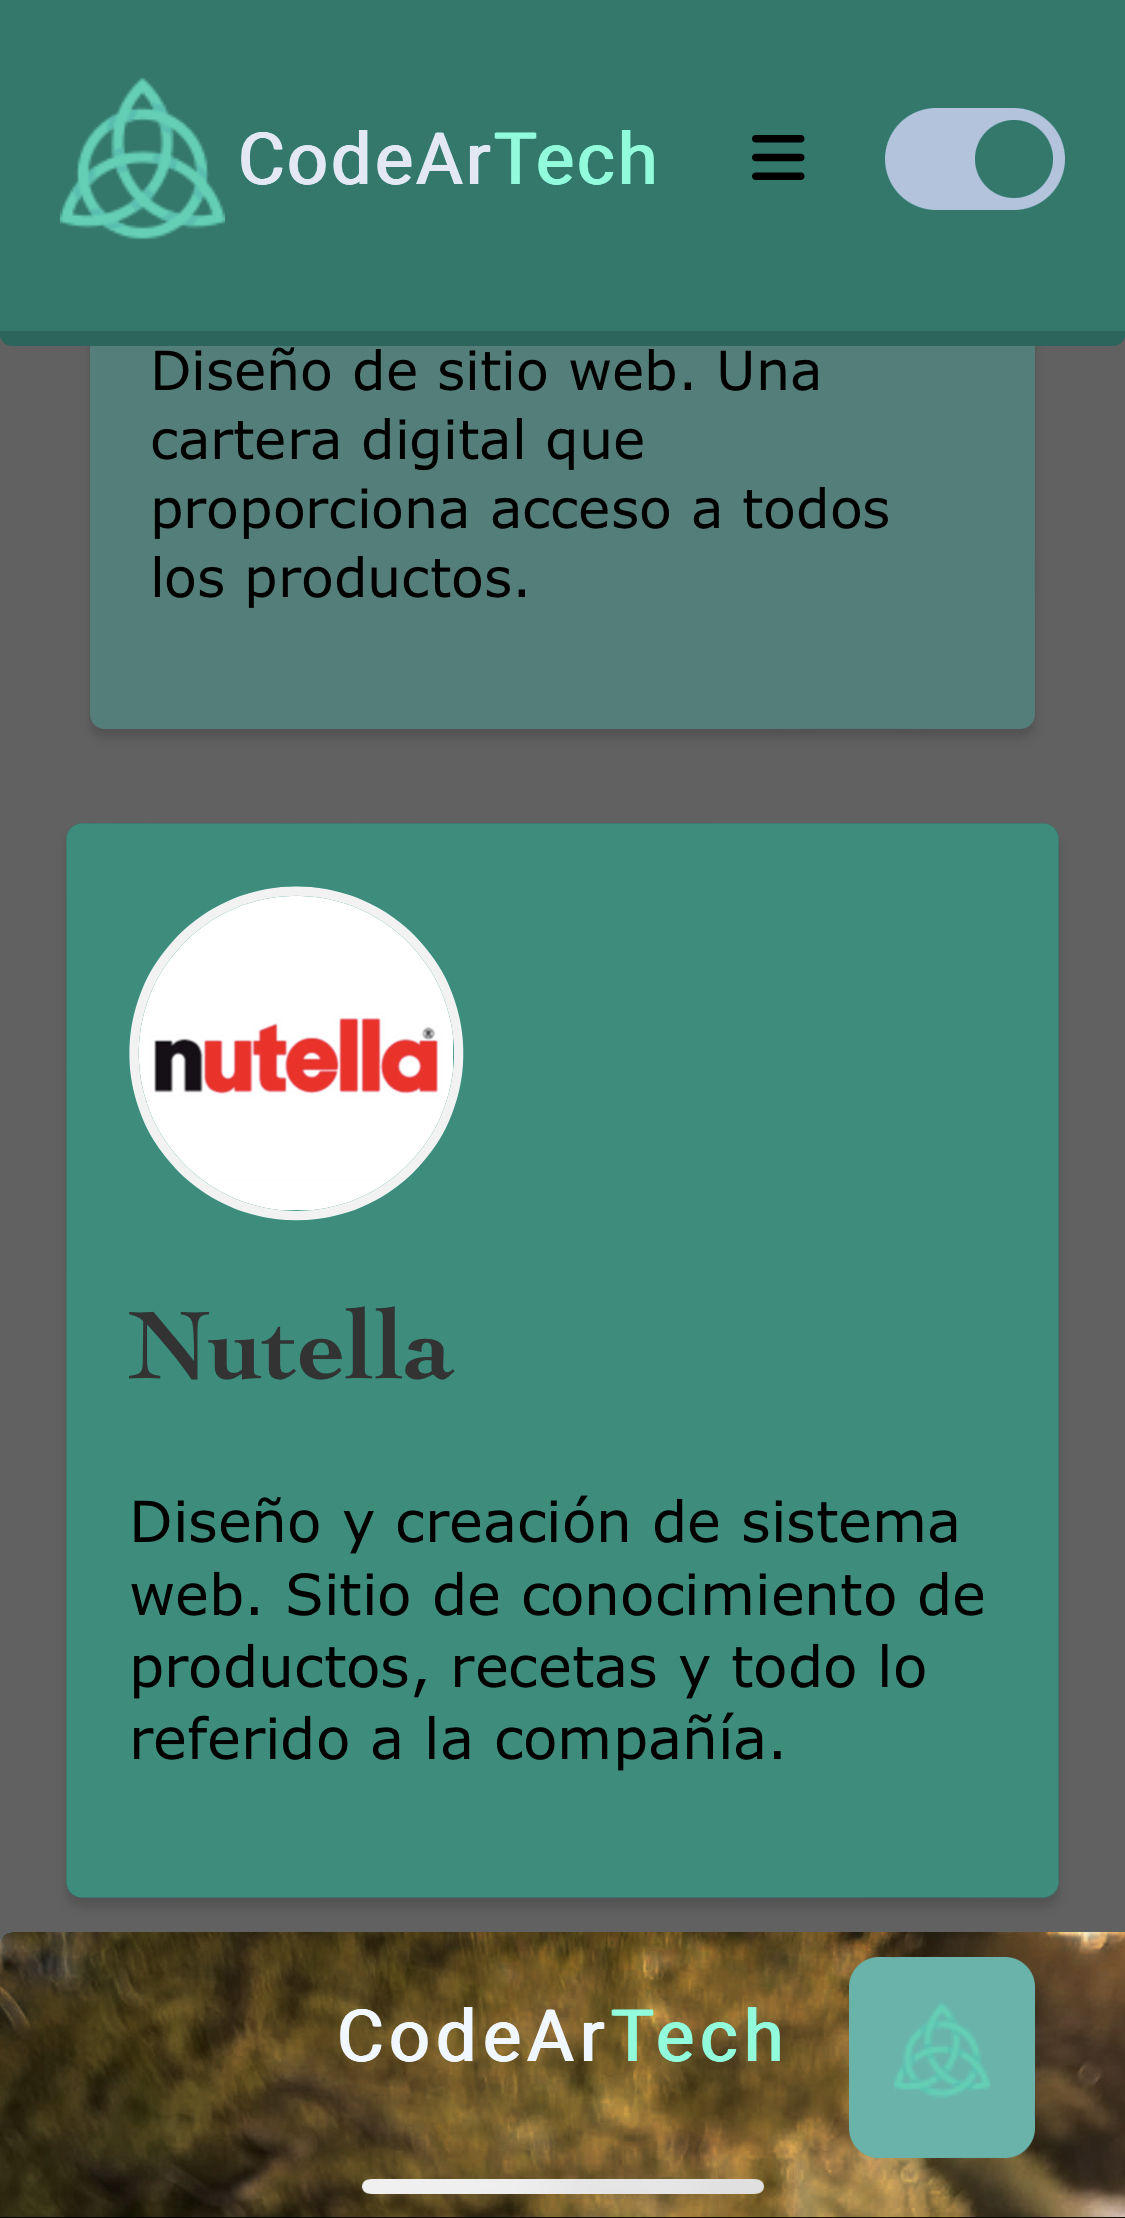 CodeArTech
Diseño de sitio web. Una
cartera digital que
proporciona acceso a todos
los productos.
nutella®
Nutella
Diseño y creación de sistema
web. Sitio de conocimiento de
productos, recetas y todo lo
referido a la compañía.
CodeArTech